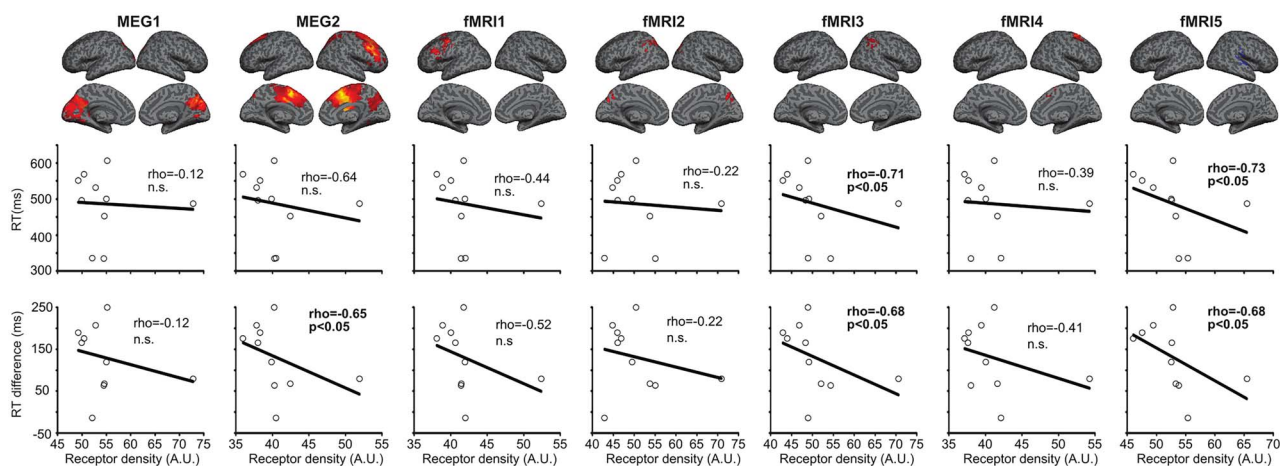 MEG1 MEG2 fMRI1 fMRI2 fMRI3 fMRI4 fMRI5
RT(ms)
600
500
400
300
rho=-0.12
n.s.
rho=-0.64
n.s.
rho=-0.44
n.s.
rho=-0.22
n.s.
rho=-0.71
p<0.05
rho=-0.39
n.s.
rho=-0.73
p<0.05
RT difference (ms)
250
150
50
-50
rho=-0.12
n.s.
rho=-0.65
p<0.05
rho=-0.52
n.s
rho=-0.22
n.s.
rho=-0.68
p<0.05
rho=-0.41
n.s.
rho=-0.68
p<0.05
45 50 55 60 65 70 75
35 40 45 50 55
35 40 45 50 55
40 45 50 55 60 65 70 75
40 45 50 55 60 65 70 75
35 40 45 50 55
45 50 55 60 65 70
Receptor density (A.U.)
Receptor density (A.U.)
Receptor density (A.U.)
Receptor density (A.U.)
Receptor density (A.U.)
Receptor density (A.U.)
Receptor density (A.U.)